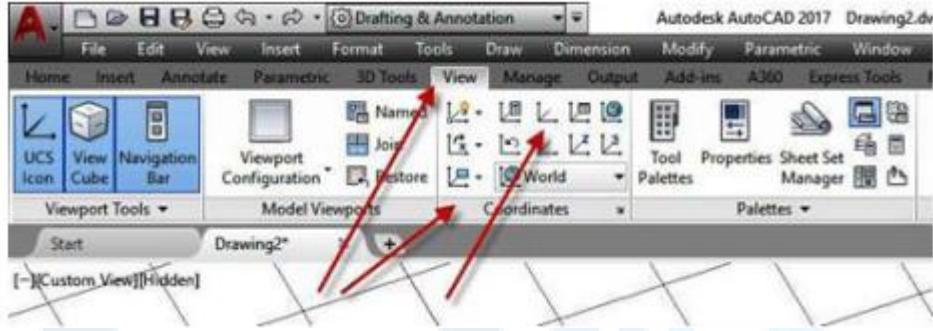 Drafting & Annotation Autodesk AutoCAD 2017 Drawing2.dw
File Edit View Insert Format Tools Draw Dimension Modify Parametric Window
Home Insert Annotate Parametric 3D Tools View Manage Output Add-ins A360 Express Tools
UCS Icon
View Cube
Navigation Bar
Viewport Configuration
Named
Join
Restore
World
Tool Palettes
Properties
Sheet Set Manager
Viewport Tools Model Viewports Coordinates Palettes
Start Drawing2*
[-][Custom View][Hidden]